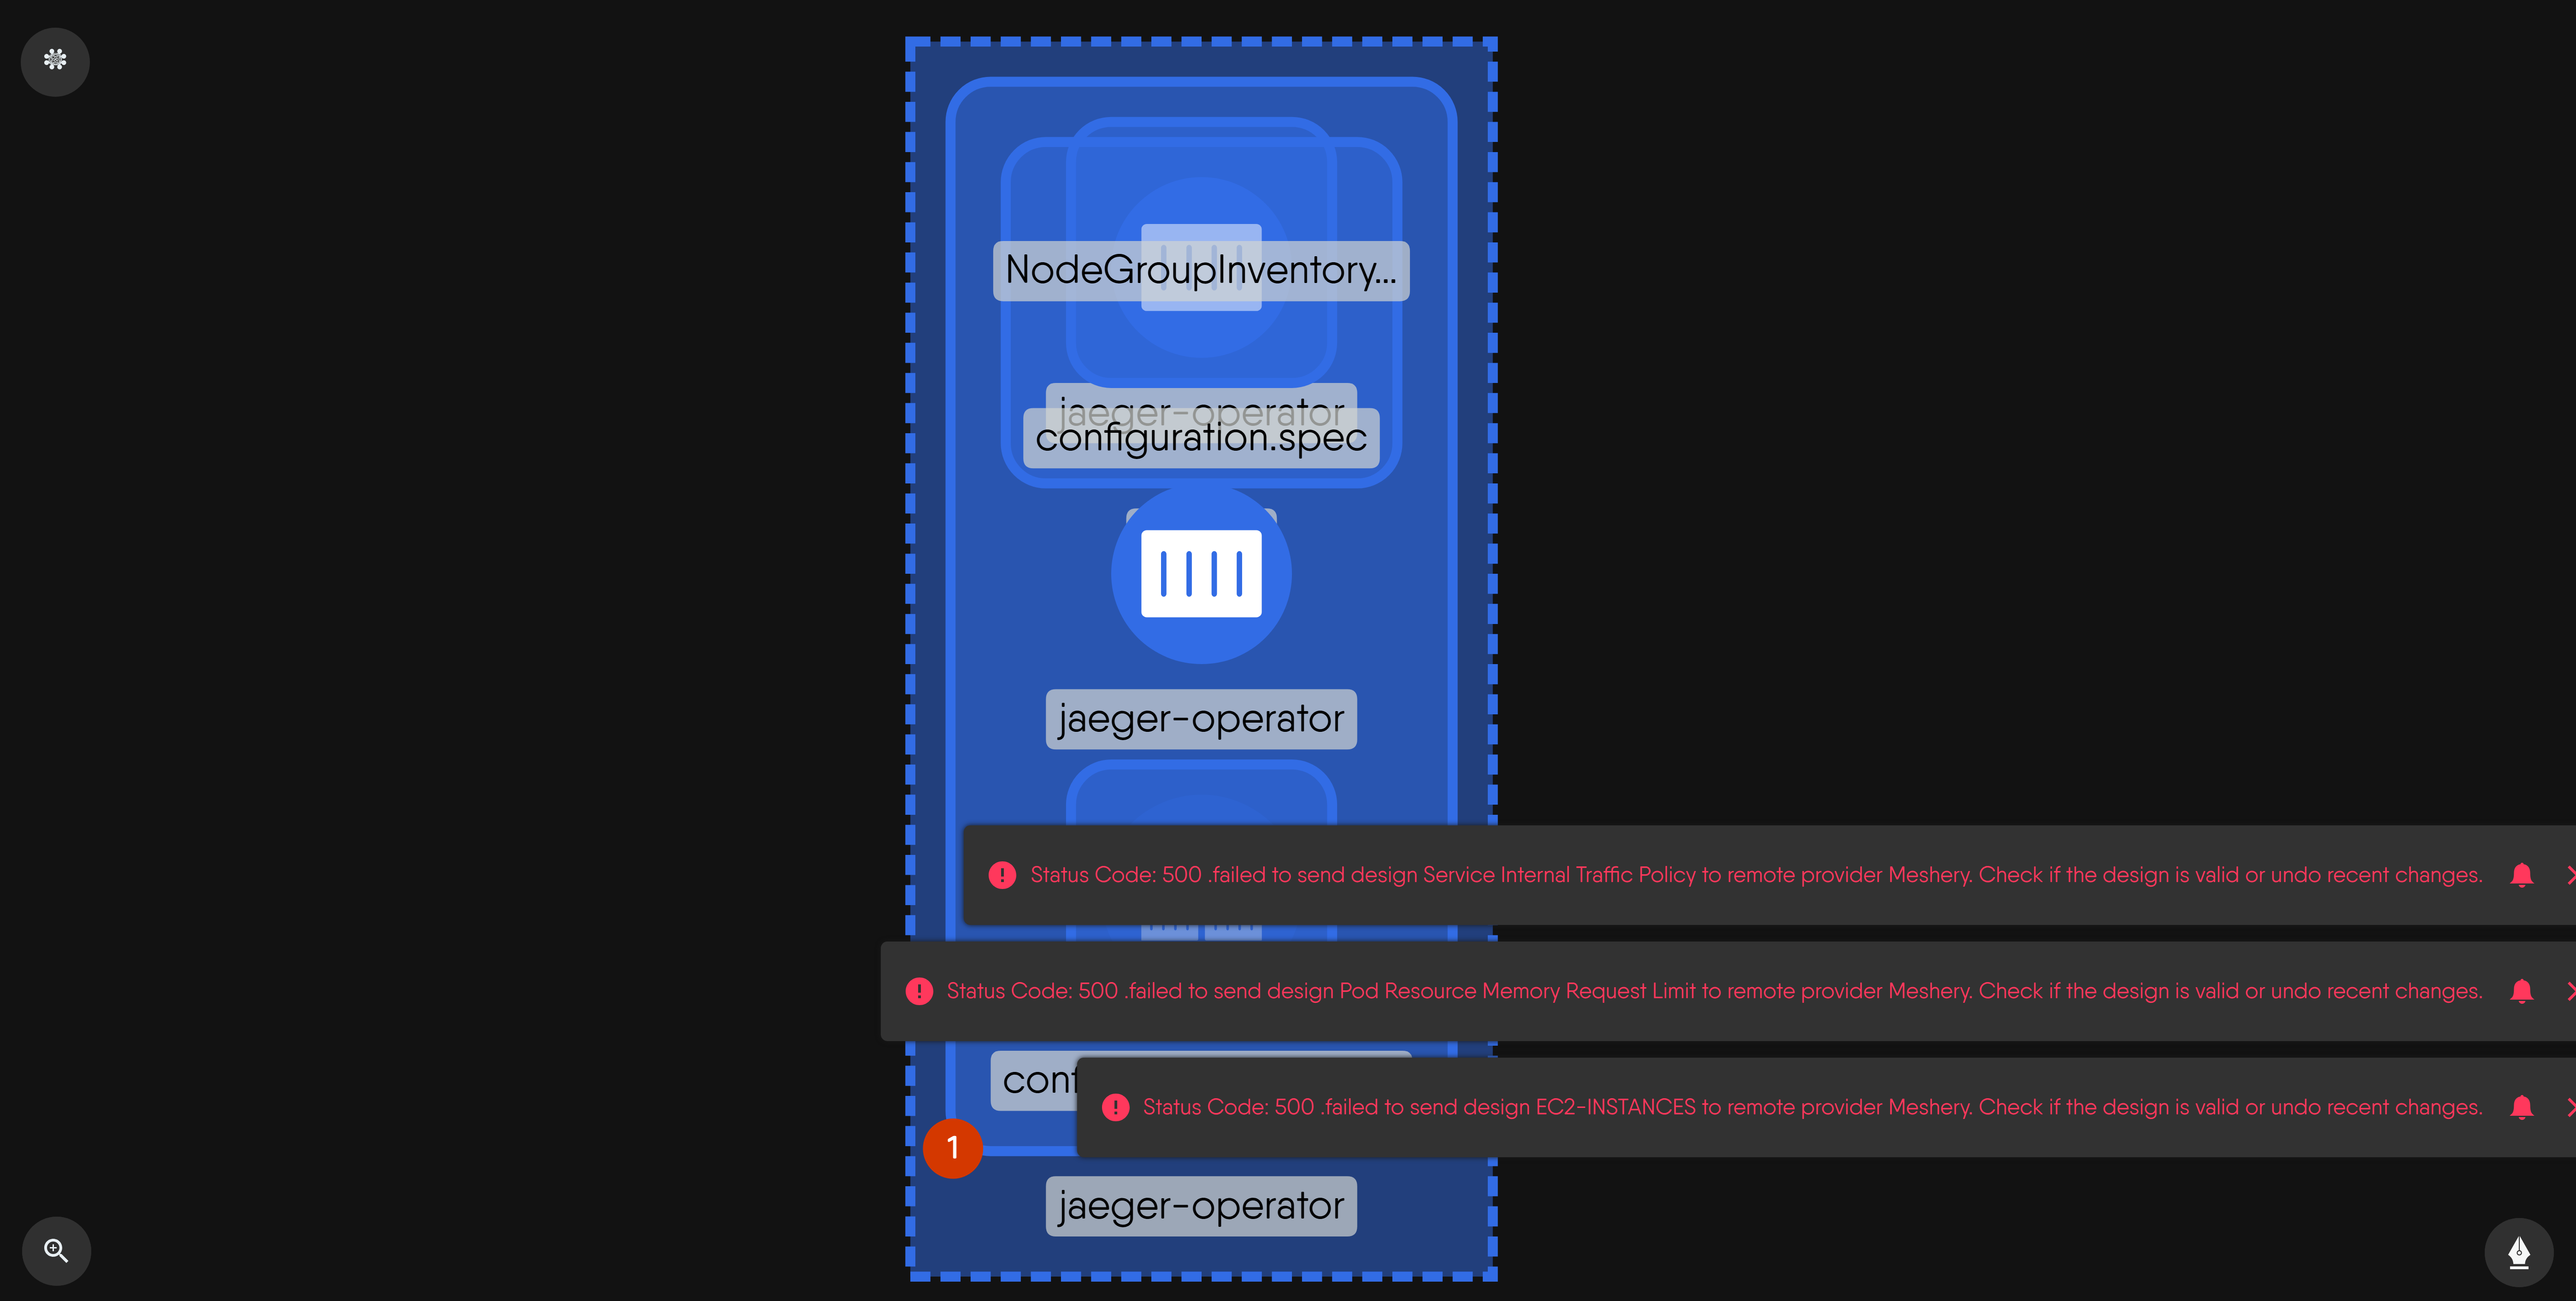 NodeGroupInventory...
jaeger-operator
configuration.spec
jaeger-operator
Status Code: 500 .failed to send design Service Internal Traffic Policy to remote provider Meshery. Check if the design is valid or undo recent changes.
Status Code: 500 .failed to send design Pod Resource Memory Request Limit to remote provider Meshery. Check if the design is valid or undo recent changes.
Status Code: 500 .failed to send design EC2-INSTANCES to remote provider Meshery. Check if the design is valid or undo recent changes.
1
jaeger-operator